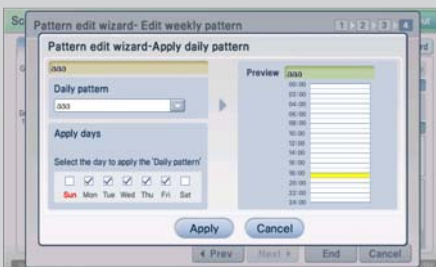 Pattern edit wizard- Edit weekly pattern
1 2 3 4
Pattern edit wizard-Apply daily pattern
aaa
Daily pattern
aaa
Apply days
Select the day to apply the 'Daily pattern'
Sun Mon Tue Wed Thu Fri Sat
Preview aaa
00:00
02:00
04:00
06:00
08:00
10:00
12:00
14:00
16:00
18:00
20:00
22:00
24:00
Apply
Cancel
Prev
Next
End
Cancel